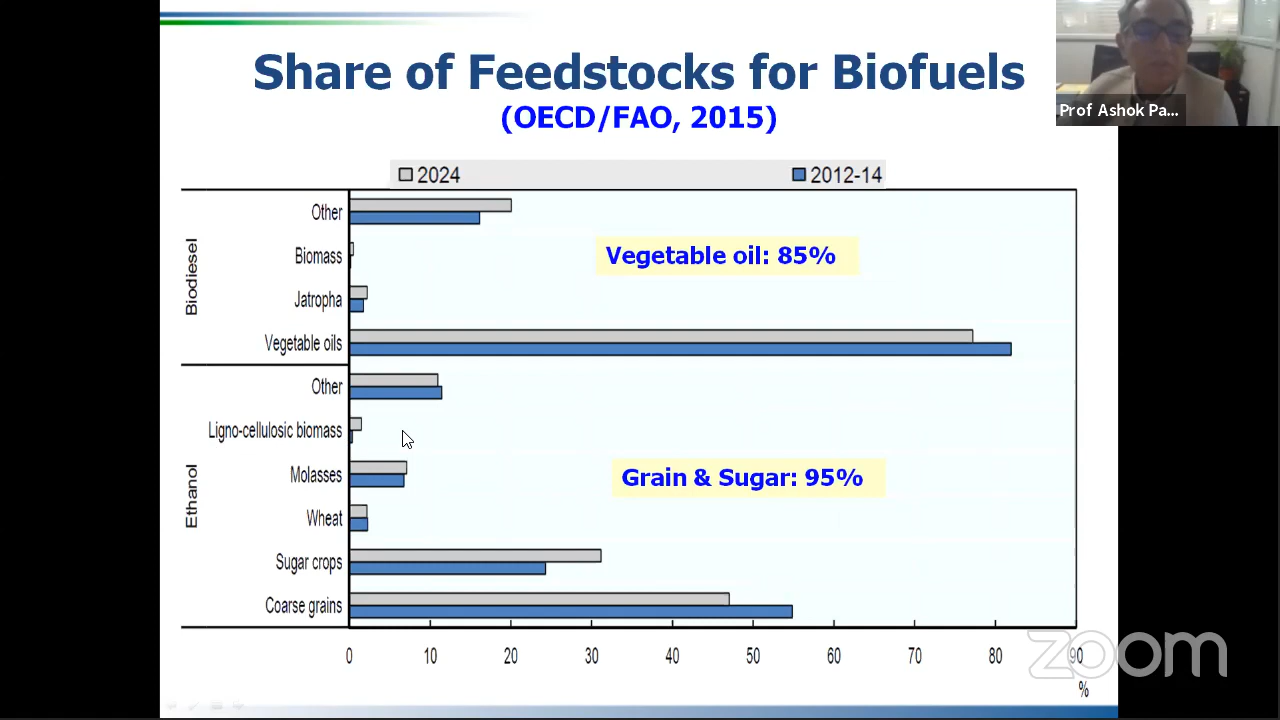 Share of Feedstocks for Biofuels
(OECD/FAO, 2015)
Prof Ashok Pa...
2024
2012-14
Biodiesel
Other
Biomass
Jatropha
Vegetable oils
Vegetable oil: 85%
Ethanol
Other
Ligno-cellulosic biomass
Molasses
Wheat
Sugar crops
Coarse grains
Grain & Sugar: 95%
0 10 20 30 40 50 60 70 80 90
%
zoom